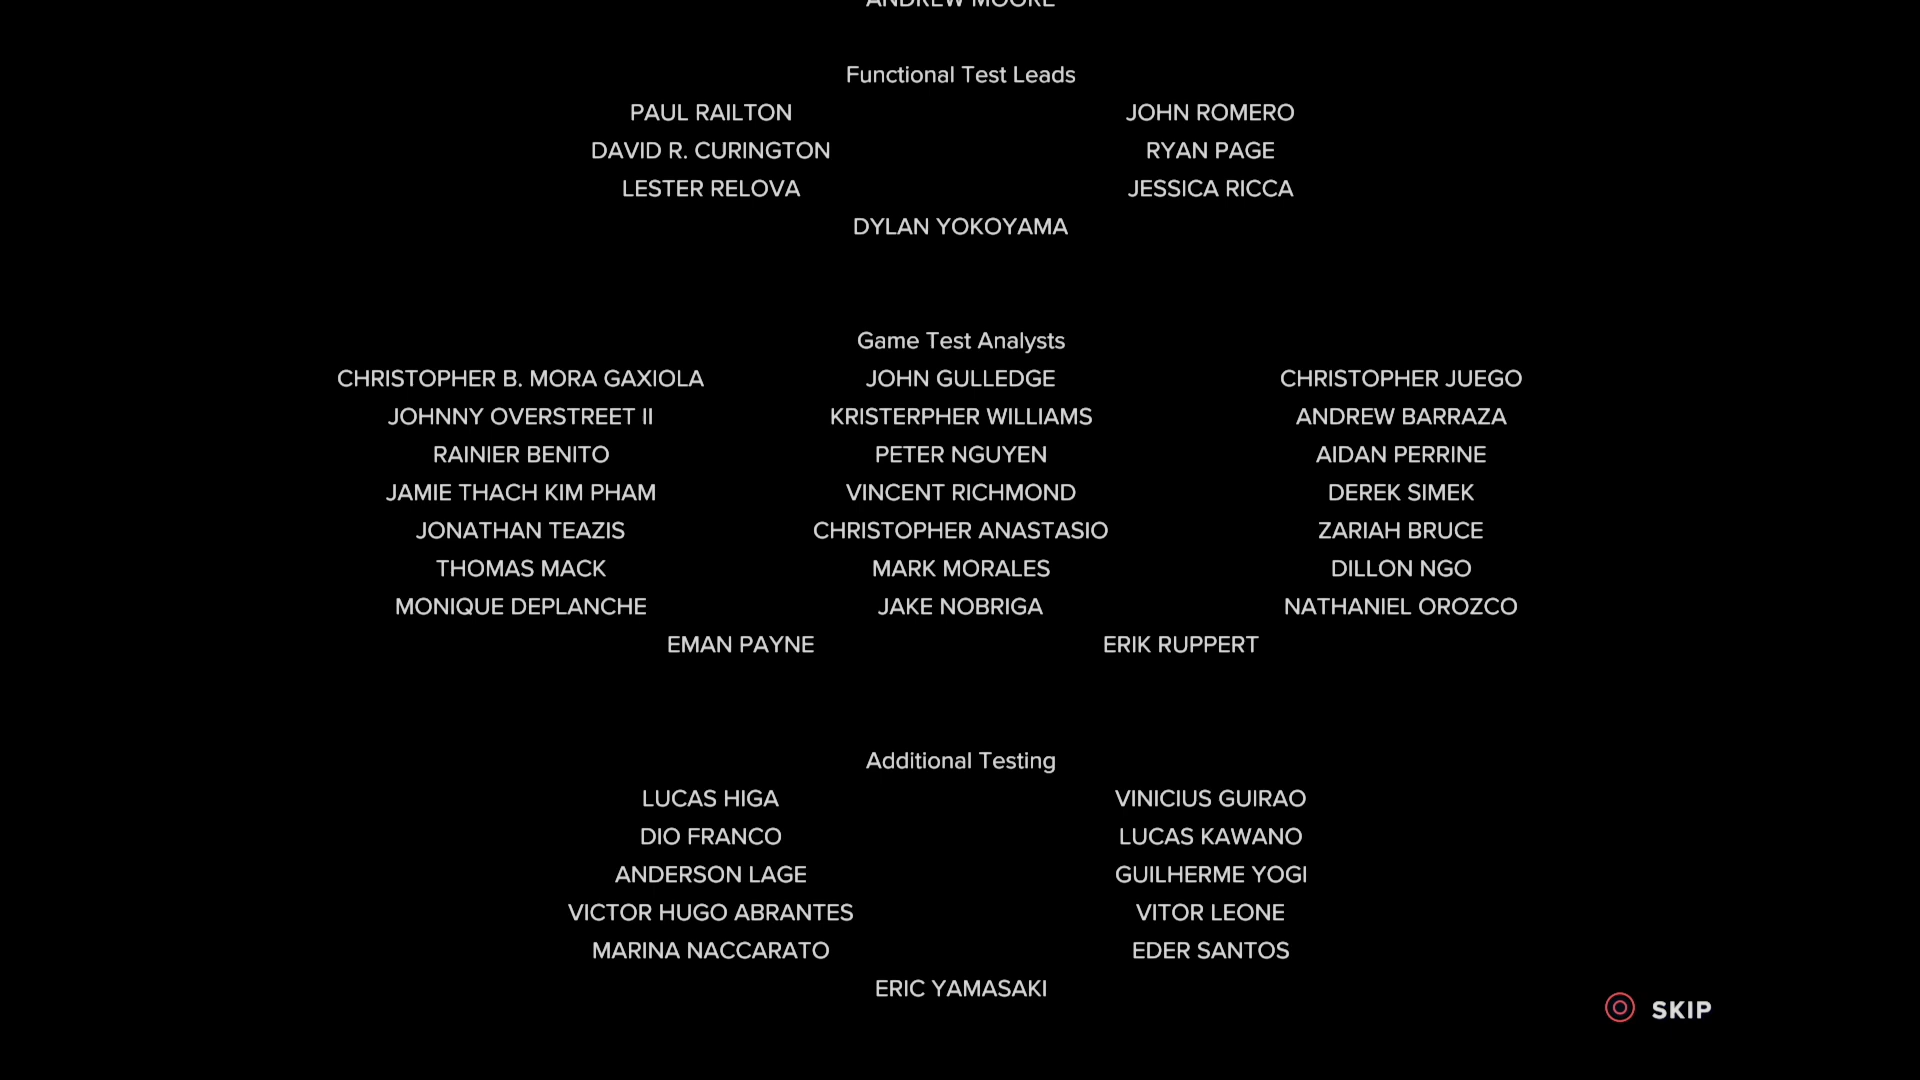 ANDREW MOORE
Functional Test Leads
PAUL RAILTON JOHN ROMERO
DAVID R. CURINGTON RYAN PAGE
LESTER RELOVA JESSICA RICCA
DYLAN YOKOYAMA
Game Test Analysts
CHRISTOPHER B. MORA GAXIOLA JOHN GULLEDGE CHRISTOPHER JUEGO
JOHNNY OVERSTREET II KRISTERPHER WILLIAMS ANDREW BARRAZA
RAINIER BENITO PETER NGUYEN AIDAN PERRINE
JAMIE THACH KIM PHAM VINCENT RICHMOND DEREK SIMEK
JONATHAN TEAZIS CHRISTOPHER ANASTASIO ZARIAH BRUCE
THOMAS MACK MARK MORALES DILLON NGO
MONIQUE DEPLANCHE JAKE NOBRIGA NATHANIEL OROZCO
EMAN PAYNE ERIK RUPPERT
Additional Testing
LUCAS HIGA VINICIUS GUIRAO
DIO FRANCO LUCAS KAWANO
ANDERSON LAGE GUILHERME YOGI
VICTOR HUGO ABRANTES VITOR LEONE
MARINA NACCARATO EDER SANTOS
ERIC YAMASAKI
SKIP